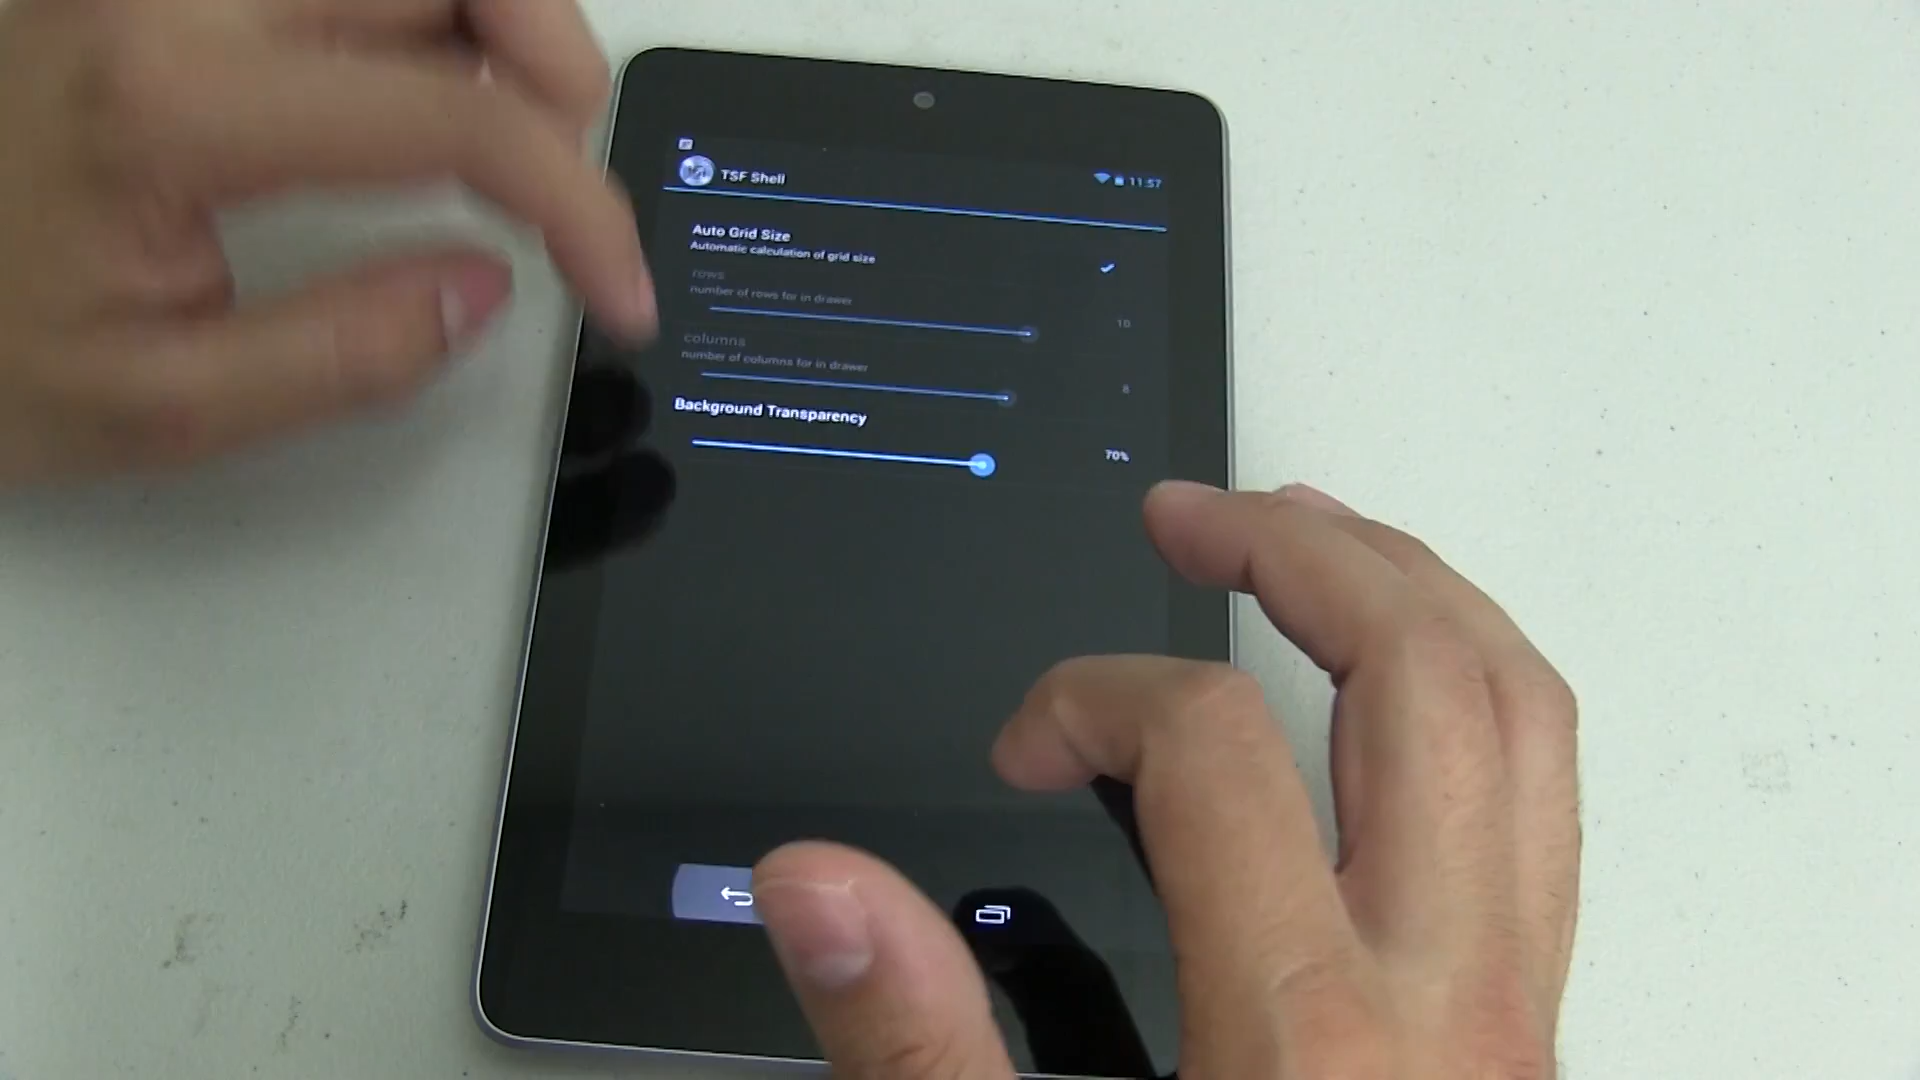 TSF Shell
11:57
Auto Grid Size
Automatic calculation of grid size
rows
number of rows for in drawer
10
columns
number of columns for in drawer
8
Background Transparency
70%